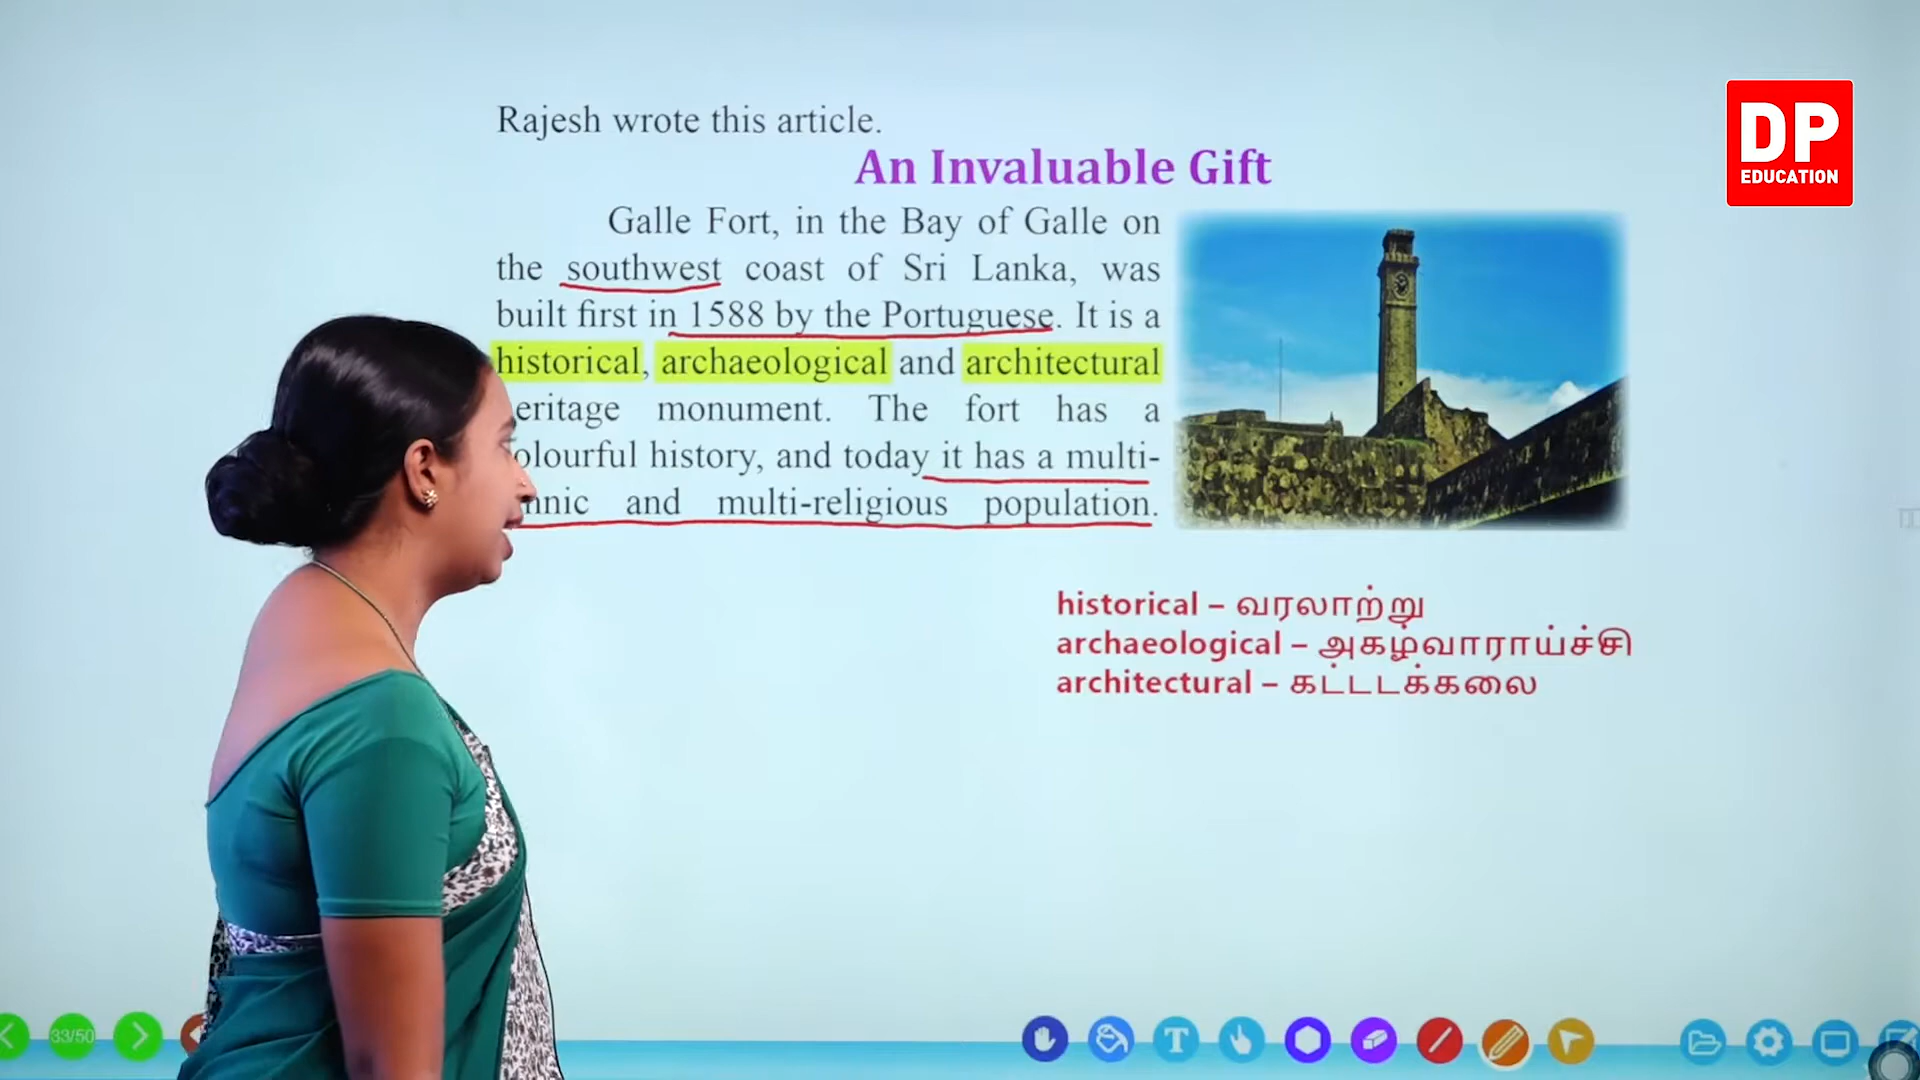 Rajesh wrote this article.
An Invaluable Gift
Galle Fort, in the Bay of Galle on
the southwest coast of Sri Lanka, was
built first in 1588 by the Portuguese. It is a
historical, archaeological and architectural
eritage monument. The fort has a
olourful history, and today it has a multi-
nnic and multi-religious population.
historical – வரலாற்று
archaeological – அகழ்வாராய்ச்சி
architectural – கட்டடக்கலை
DP
EDUCATION
33/50
T